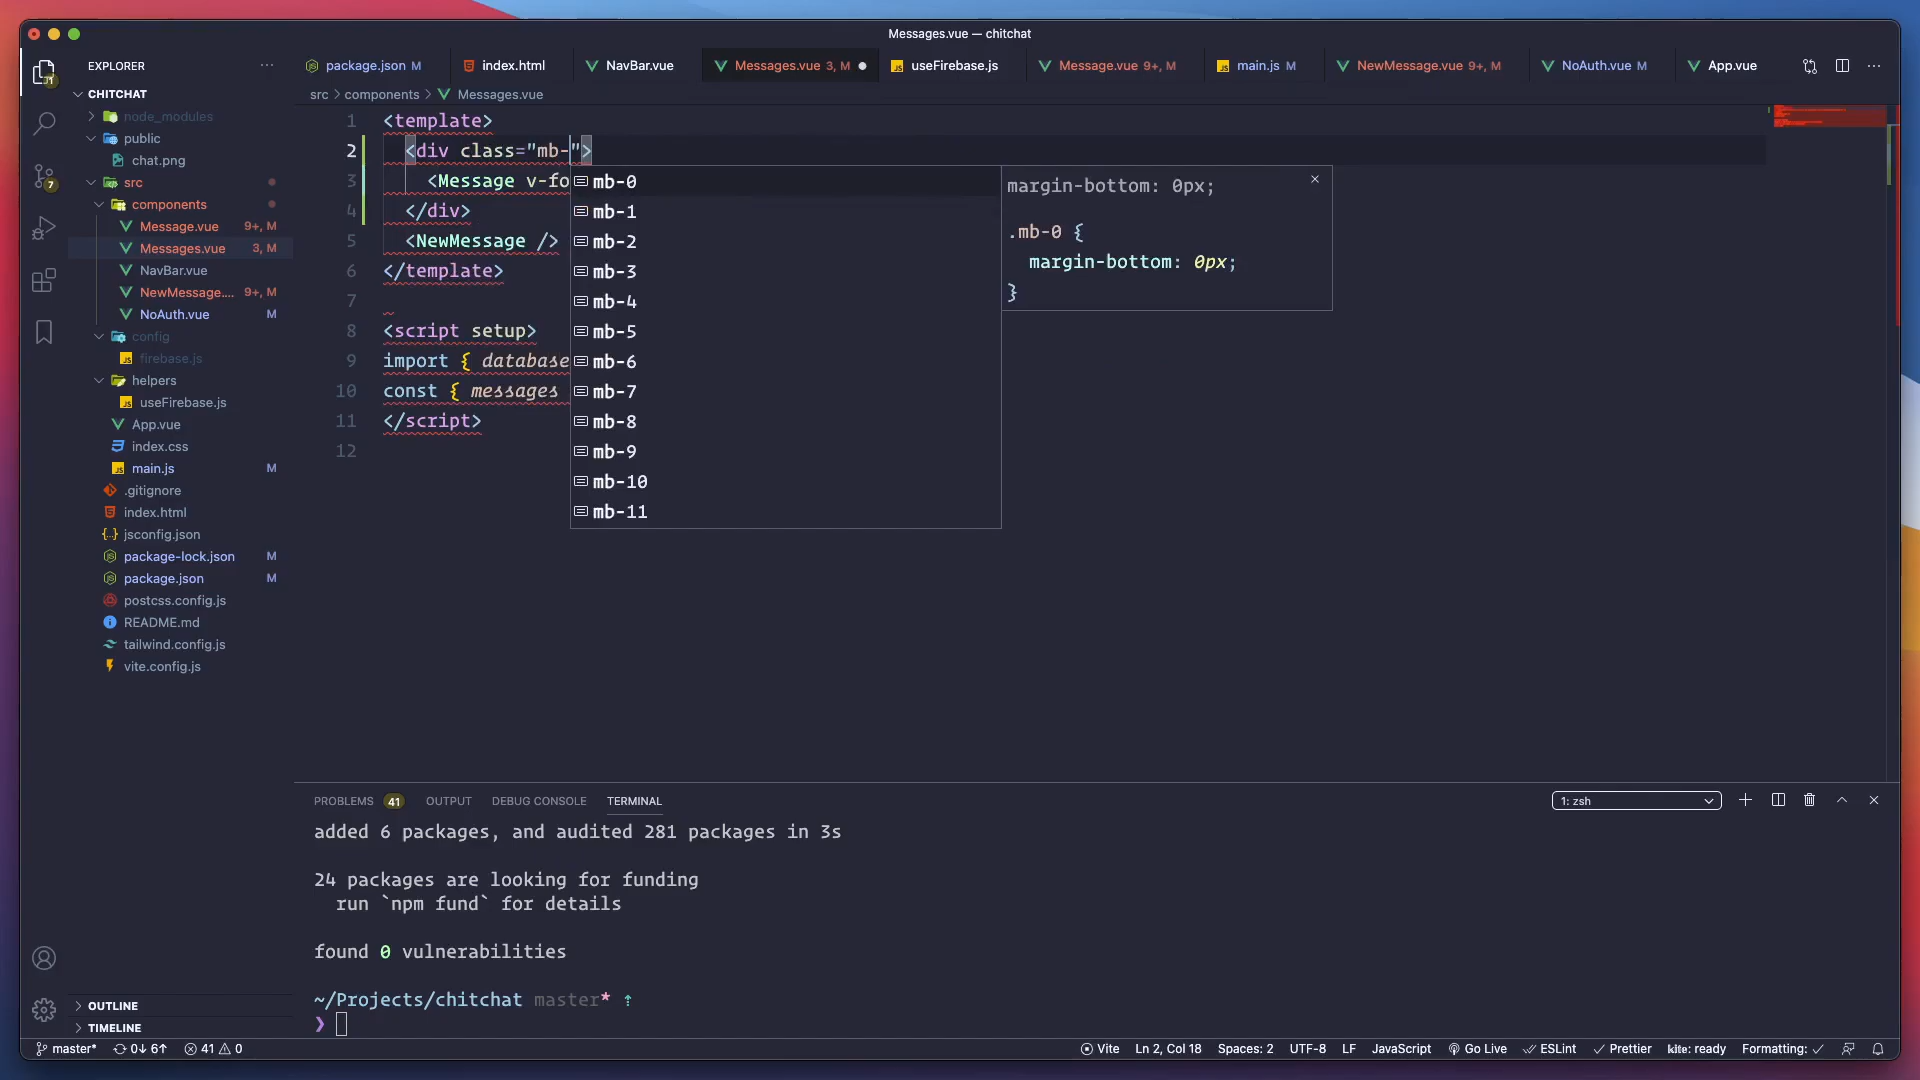 Messages.vue — chitchat
EXPLORER
package.json M
index.html
NavBar.vue
Messages.vue 3, M
useFirebase.js
Message.vue 9+, M
main.js M
NewMessage.vue 9+, M
NoAuth.vue M
App.vue
src > components > Messages.vue
CHITCHAT
node_modules
public
chat.png
src
components
Message.vue 9+, M
Messages.vue 3, M
NavBar.vue
NewMessage.... 9+, M
NoAuth.vue M
config
firebase.js
helpers
useFirebase.js
App.vue
index.css
main.js M
.gitignore
index.html
jsconfig.json
package-lock.json M
package.json M
postcss.config.js
README.md
tailwind.config.js
vite.config.js
OUTLINE
TIMELINE
7
1 <template>
2 <div class="mb-">
3 <Message v-fo
4 </div>
5 <NewMessage />
6 </template>
7
8 <script setup>
9 import { database
10 const { messages
11 </script>
12
mb-0
mb-1
mb-2
mb-3
mb-4
mb-5
mb-6
mb-7
mb-8
mb-9
mb-10
mb-11
margin-bottom: 0px;
.mb-0 {
margin-bottom: 0px;
}
PROBLEMS 41 OUTPUT DEBUG CONSOLE TERMINAL
1: zsh
added 6 packages, and audited 281 packages in 3s
24 packages are looking for funding
run `npm fund` for details
found 0 vulnerabilities
~/Projects/chitchat master* ⇡
❯
master* 0↓ 6↑ 41 0
Vite Ln 2, Col 18 Spaces: 2 UTF-8 LF JavaScript Go Live ESLint Prettier kite: ready Formatting: ✓